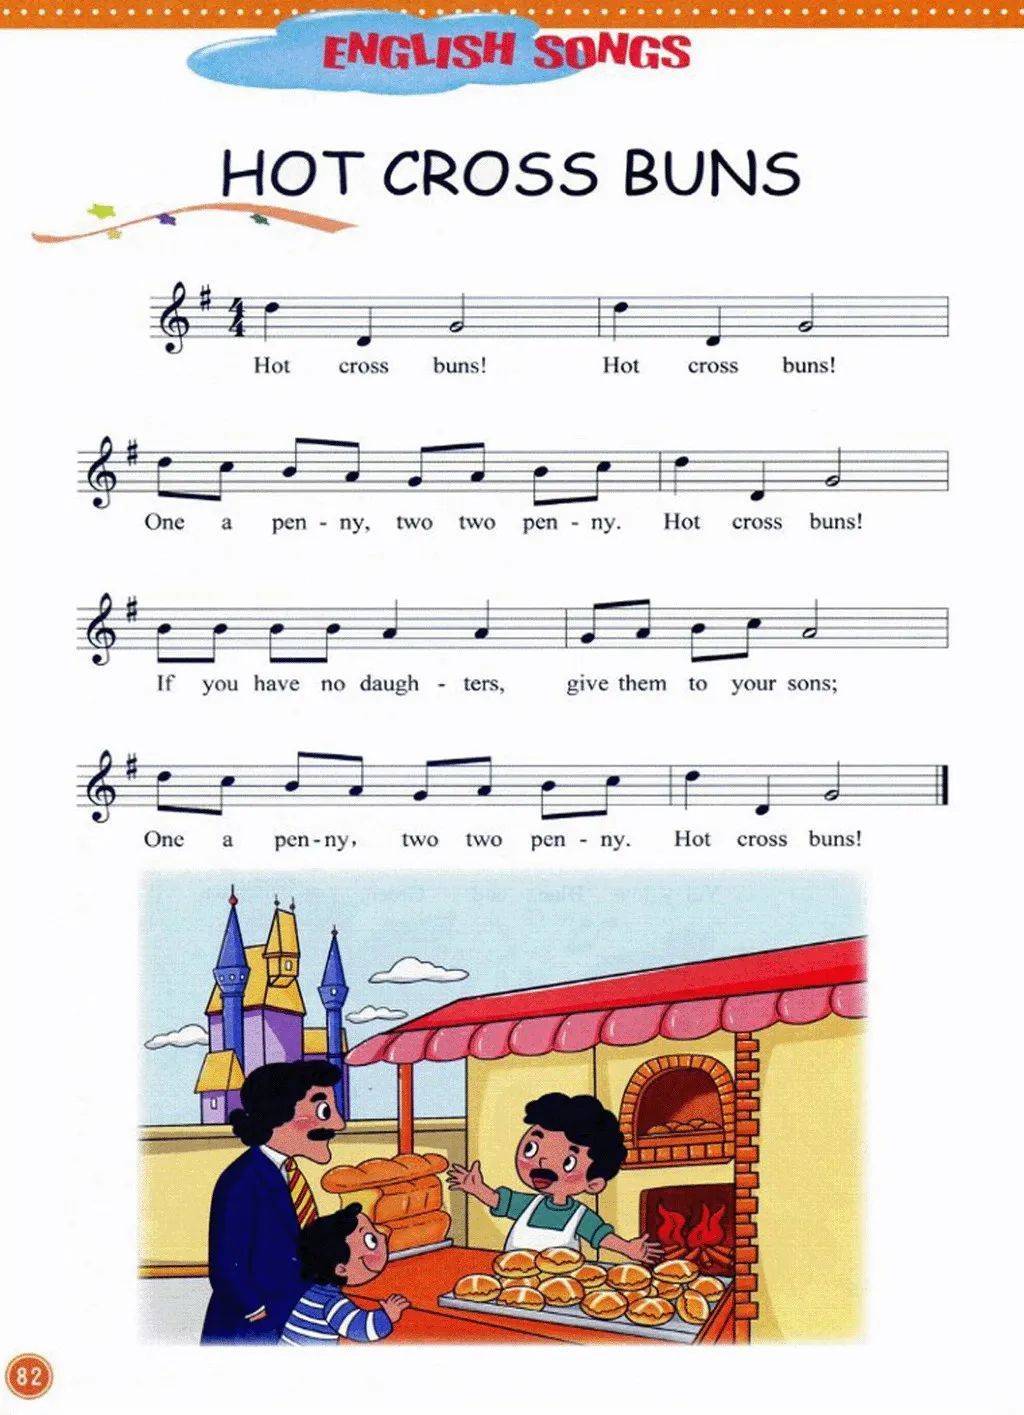 ENGLISH SONGS
HOT CROSS BUNS
4
4
Hot cross buns! Hot cross buns!
One a pen - ny, two two pen - ny. Hot cross buns!
If you have no daugh - ters, give them to your sons;
One a pen-ny, two two pen - ny. Hot cross buns!
82